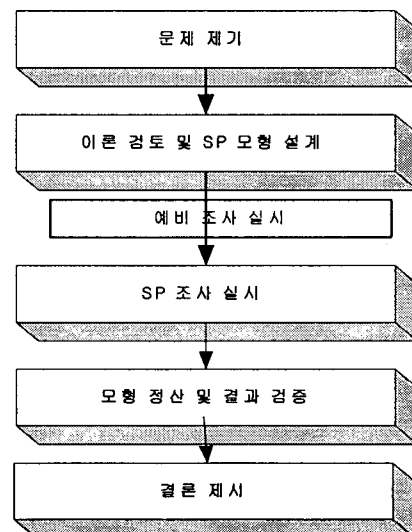 문제 제기
이론 검토 및 SP 모형 설계
예비 조사 실시
SP 조사 실시
모형 정산 및 결과 검증
결론 제시